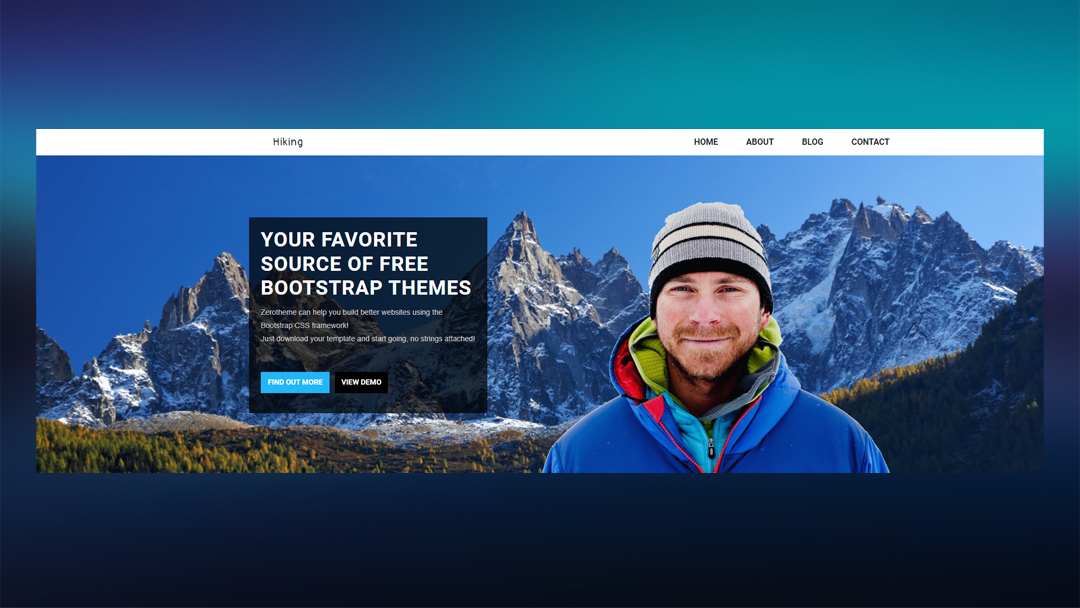 Hiking
HOME ABOUT BLOG CONTACT
YOUR FAVORITE
SOURCE OF FREE
BOOTSTRAP THEMES
Zerotheme can help you build better websites using the
Bootstrap CSS framework!
Just download your template and start going, no strings attached!
FIND OUT MORE VIEW DEMO